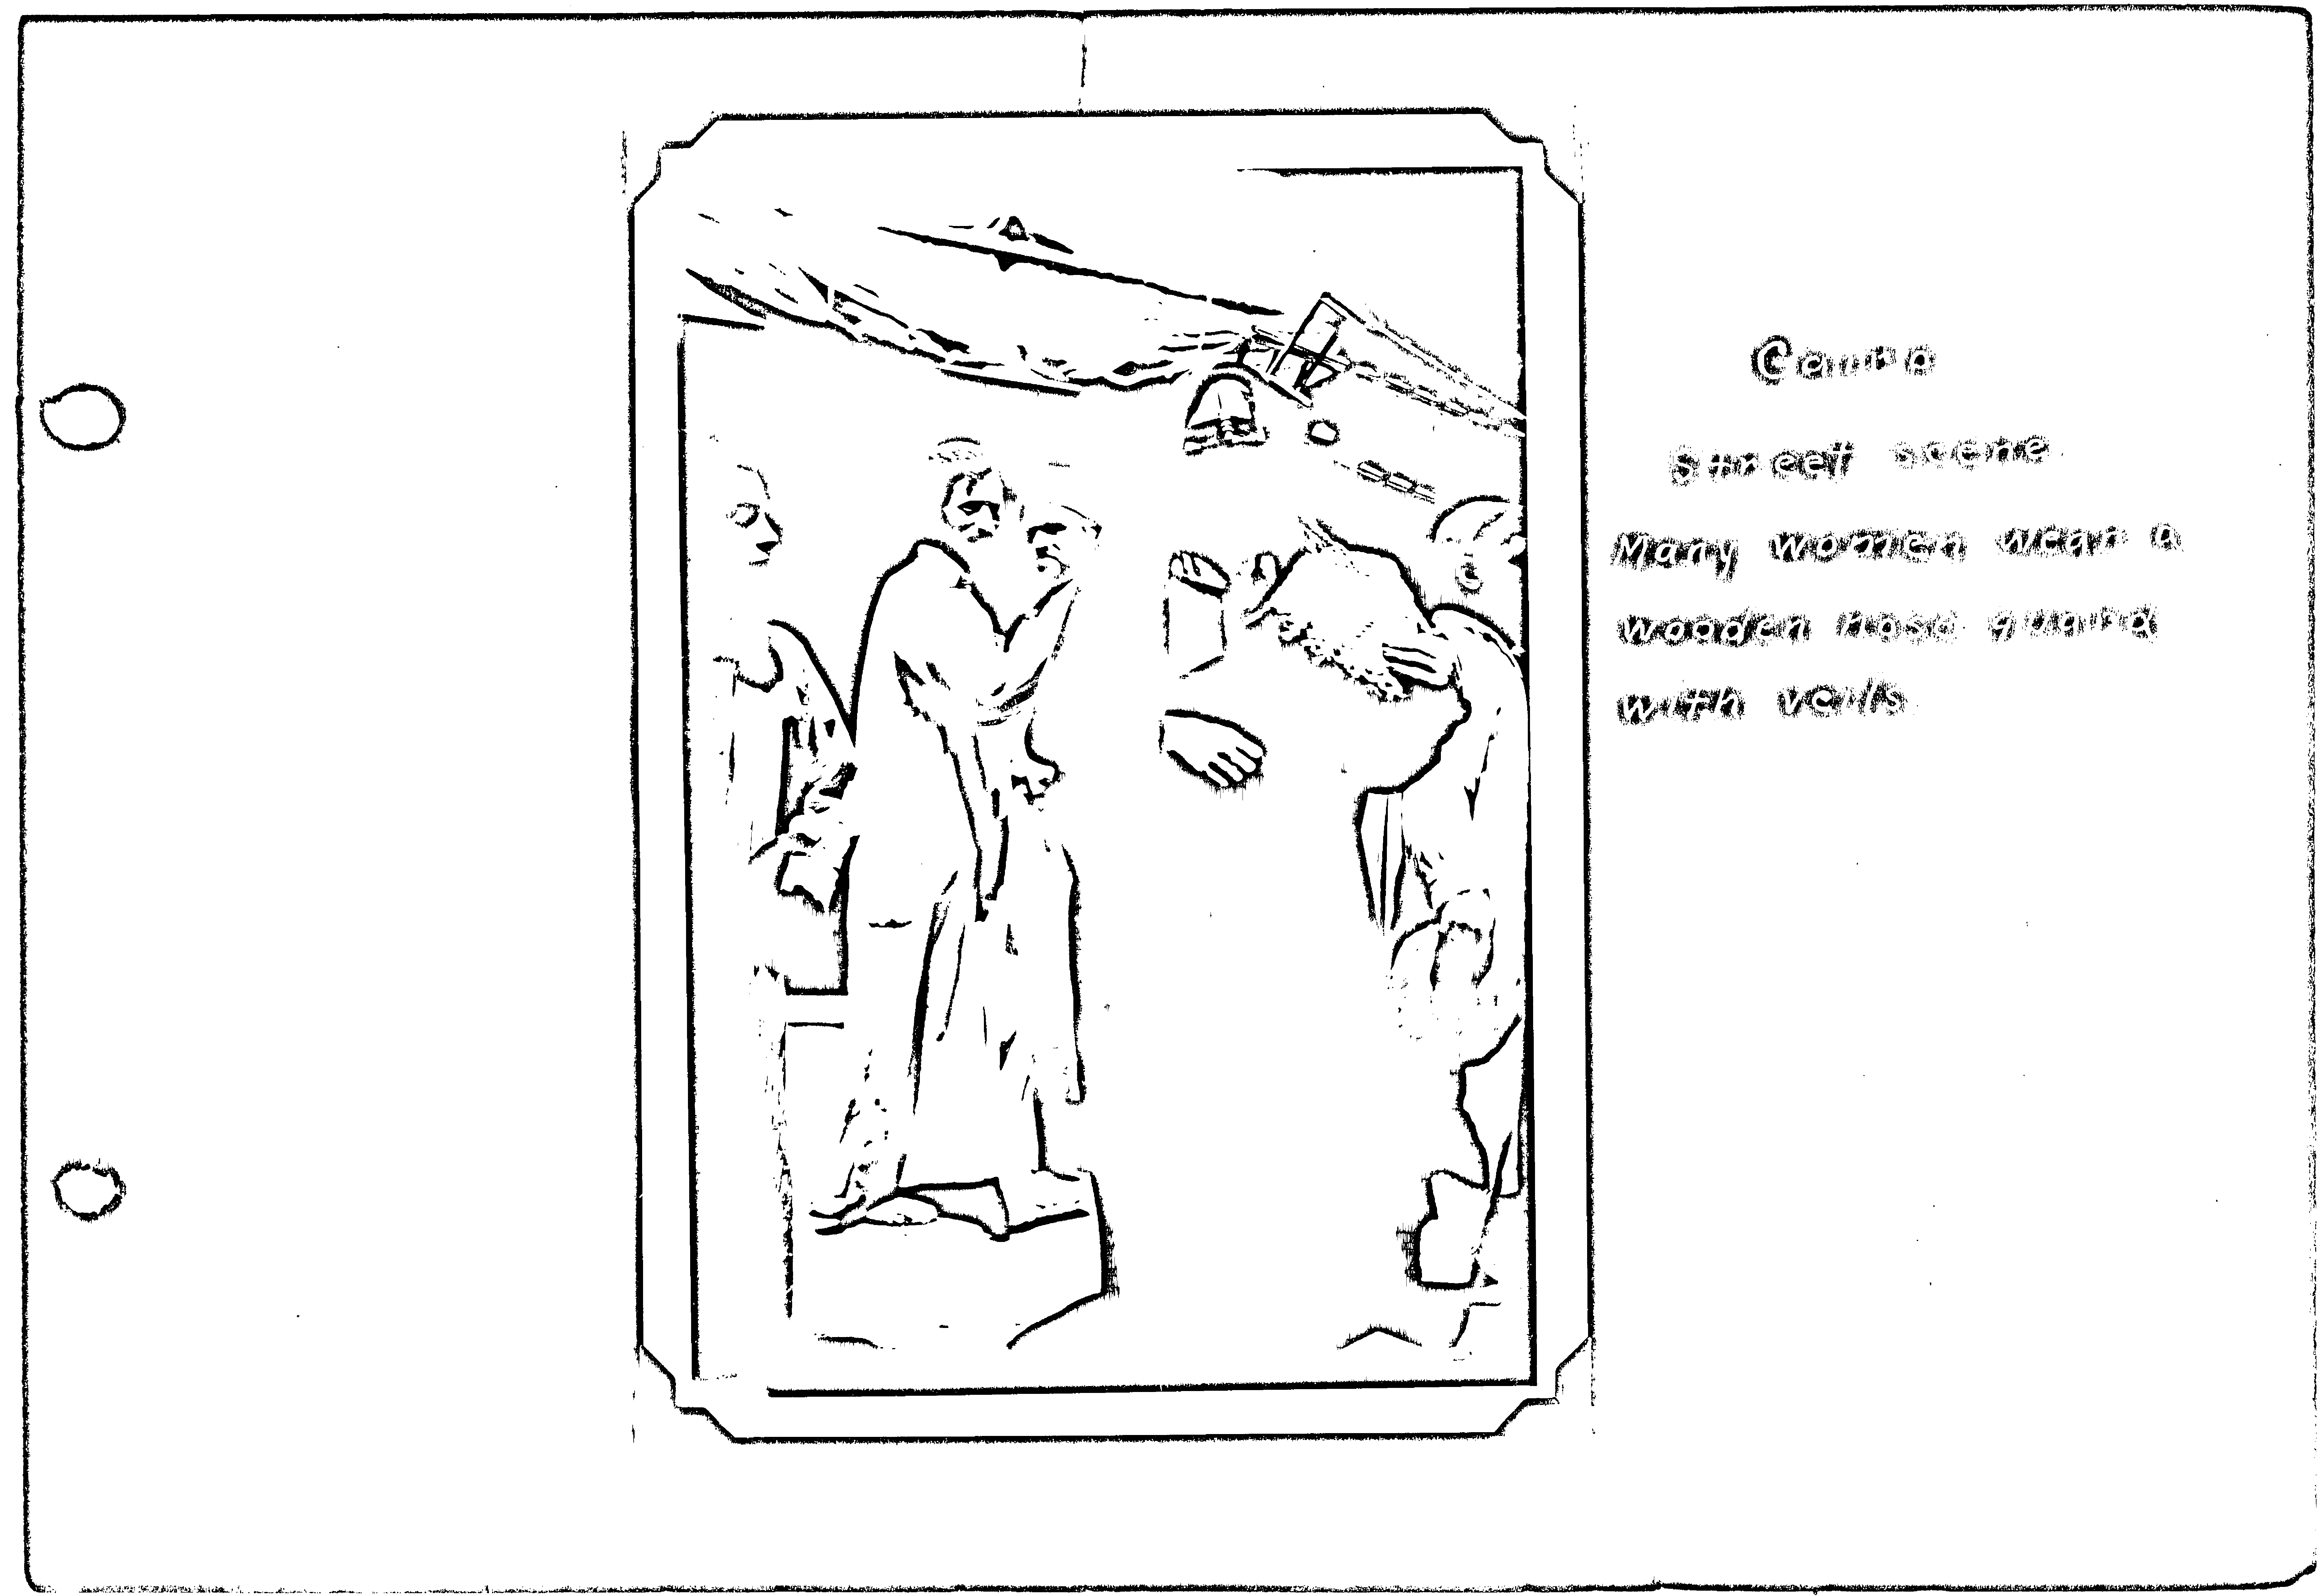 Cairo
Street scene
Many women wear a
wooden nose guard
with veils